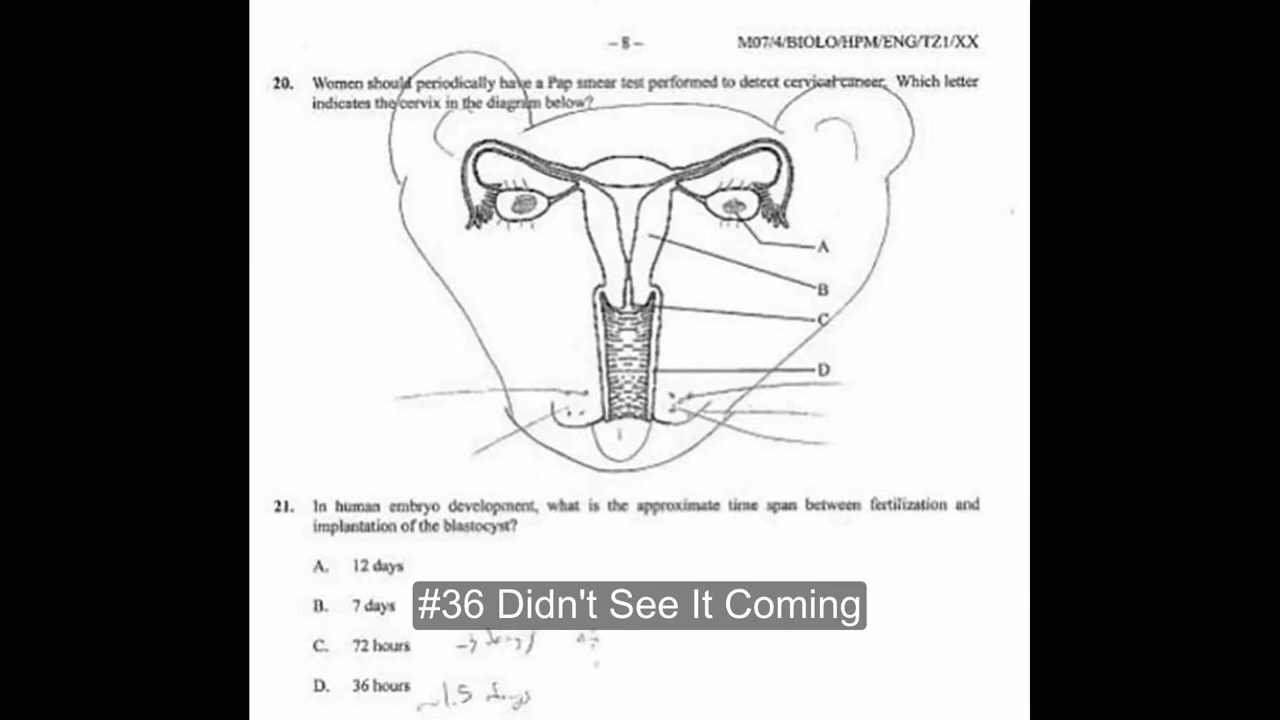 - 8 -
M07/4/BIOLO/HPM/ENG/TZ1/XX
20. Women should periodically have a Pap smear test performed to detect cervical cancer. Which letter
indicates the cervix in the diagram below?
A
B
C
D
21. In human embryo development, what is the approximate time span between fertilization and
implantation of the blastocyst?
A. 12 days
B. 7 days
#36 Didn't See It Coming
C. 72 hours
D. 36 hours ~1.5 days